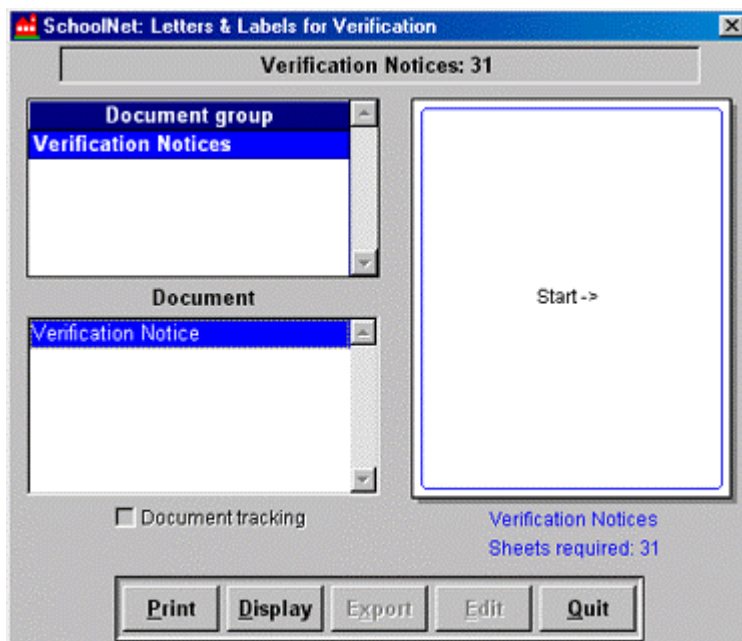 SchoolNet: Letters & Labels for Verification
Verification Notices: 31
Document group
Verification Notices
Start ->
Document
Verification Notice
Document tracking
Verification Notices
Sheets required: 31
Print Display Export Edit Quit